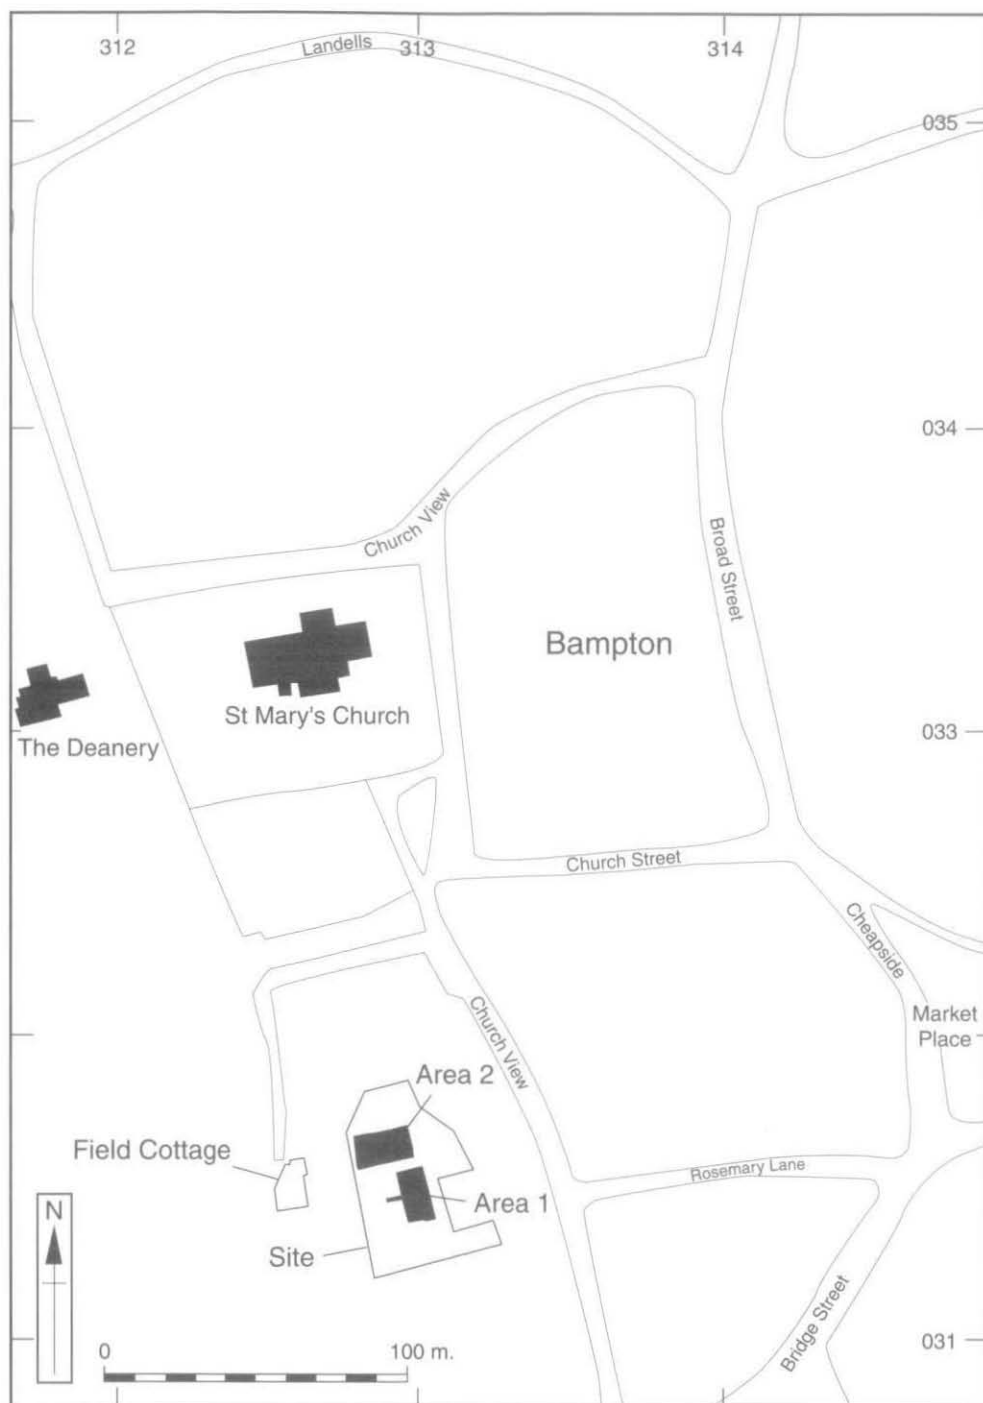 312
313
314
Landells
035
034
Church View
Broad Street
Bampton
St Mary's Church
The Deanery
033
Church Street
Cheapside
Market
Place
Church View
Area 2
Field Cottage
Rosemary Lane
Area 1
N
Site
Bridge Street
0
100 m.
031